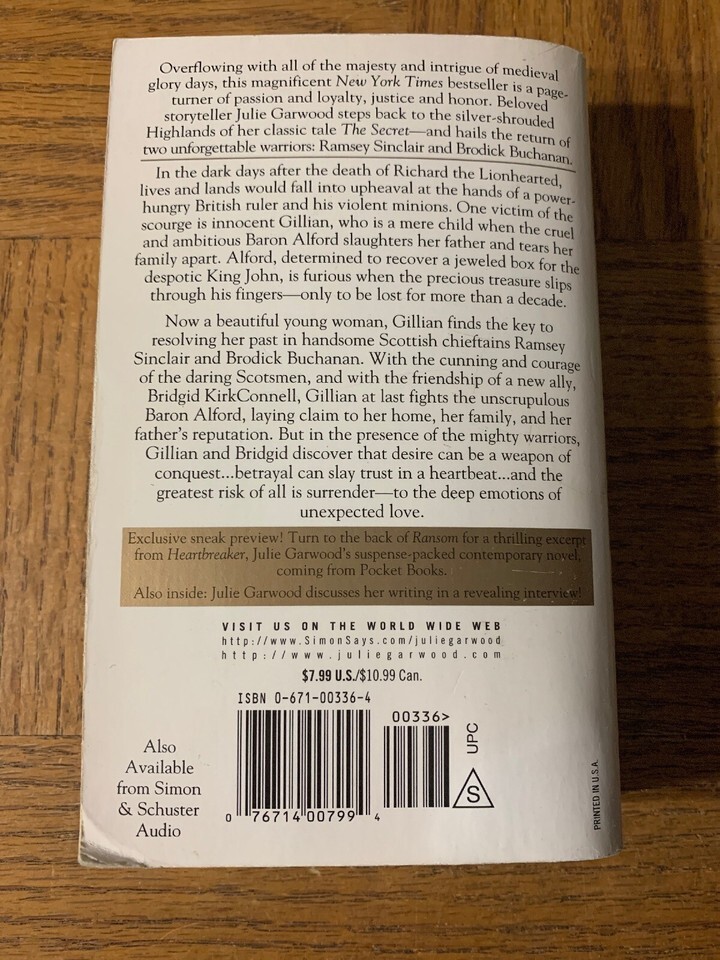 Overflowing with all of the majesty and intrigue of medieval
glory days, this magnificent New York Times bestseller is a page-
turner of passion and loyalty, justice and honor. Beloved
storyteller Julie Garwood steps back to the silver-shrouded
Highlands of her classic tale The Secret—and hails the return of
two unforgettable warriors: Ramsey Sinclair and Brodick Buchanan.
In the dark days after the death of Richard the Lionhearted,
lives and lands would fall into upheaval at the hands of a power-
hungry British ruler and his violent minions. One victim of the
scourge is innocent Gillian, who is a mere child when the cruel
and ambitious Baron Alford slaughters her father and tears her
family apart. Alford, determined to recover a jeweled box for the
despotic King John, is furious when the precious treasure slips
through his fingers—only to be lost for more than a decade.
Now a beautiful young woman, Gillian finds the key to
resolving her past in handsome Scottish chieftains Ramsey
Sinclair and Brodick Buchanan. With the cunning and courage
of the daring Scotsmen, and with the friendship of a new ally,
Bridgid KirkConnell, Gillian at last fights the unscrupulous
Baron Alford, laying claim to her home, her family, and her
father's reputation. But in the presence of the mighty warriors,
Gillian and Bridgid discover that desire can be a weapon of
conquest...betrayal can slay trust in a heartbeat...and the
greatest risk of all is surrender—to the deep emotions of
unexpected love.
Exclusive sneak preview! Turn to the back of Ransom for a thrilling excerpt
from Heartbreaker, Julie Garwood's suspense-packed contemporary novel,
coming from Pocket Books.
Also inside: Julie Garwood discusses her writing in a revealing interview!
VISIT US ON THE WORLD WIDE WEB
http://www.SimonSays.com/juliegarwood
http://www.juliegarwood.com
$7.99 U.S./$10.99 Can.
ISBN 0-671-00336-4
00336>
UPC
S
0 76714 00799 4
Also
Available
from Simon
& Schuster
Audio
PRINTED IN U.S.A.